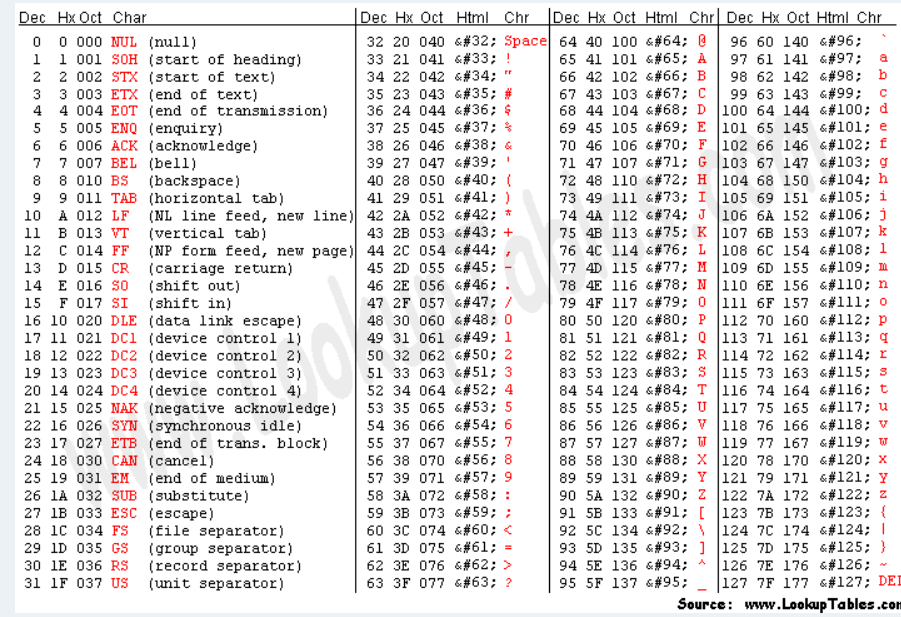 Dec Hx Oct Char Dec Hx Oct Html Chr Dec Hx Oct Html Chr Dec Hx Oct Html Chr
0 0 000 NUL (null) 32 20 040 &#32; Space 64 40 100 &#64; @ 96 60 140 &#96; `
1 1 001 SOH (start of heading) 33 21 041 &#33; ! 65 41 101 &#65; A 97 61 141 &#97; a
2 2 002 STX (start of text) 34 22 042 &#34; " 66 42 102 &#66; B 98 62 142 &#98; b
3 3 003 ETX (end of text) 35 23 043 &#35; # 67 43 103 &#67; C 99 63 143 &#99; c
4 4 004 EOT (end of transmission) 36 24 044 &#36; $ 68 44 104 &#68; D 100 64 144 &#100; d
5 5 005 ENQ (enquiry) 37 25 045 &#37; % 69 45 105 &#69; E 101 65 145 &#101; e
6 6 006 ACK (acknowledge) 38 26 046 &#38; & 70 46 106 &#70; F 102 66 146 &#102; f
7 7 007 BEL (bell) 39 27 047 &#39; ' 71 47 107 &#71; G 103 67 147 &#103; g
8 8 010 BS (backspace) 40 28 050 &#40; ( 72 48 110 &#72; H 104 68 150 &#104; h
9 9 011 TAB (horizontal tab) 41 29 051 &#41; ) 73 49 111 &#73; I 105 69 151 &#105; i
10 A 012 LF (NL line feed, new line) 42 2A 052 &#42; * 74 4A 112 &#74; J 106 6A 152 &#106; j
11 B 013 VT (vertical tab) 43 2B 053 &#43; + 75 4B 113 &#75; K 107 6B 153 &#107; k
12 C 014 FF (NP form feed, new page) 44 2C 054 &#44; , 76 4C 114 &#76; L 108 6C 154 &#108; l
13 D 015 CR (carriage return) 45 2D 055 &#45; - 77 4D 115 &#77; M 109 6D 155 &#109; m
14 E 016 SO (shift out) 46 2E 056 &#46; . 78 4E 116 &#78; N 110 6E 156 &#110; n
15 F 017 SI (shift in) 47 2F 057 &#47; / 79 4F 117 &#79; O 111 6F 157 &#111; o
16 10 020 DLE (data link escape) 48 30 060 &#48; 0 80 50 120 &#80; P 112 70 160 &#112; p
17 11 021 DC1 (device control 1) 49 31 061 &#49; 1 81 51 121 &#81; Q 113 71 161 &#113; q
18 12 022 DC2 (device control 2) 50 32 062 &#50; 2 82 52 122 &#82; R 114 72 162 &#114; r
19 13 023 DC3 (device control 3) 51 33 063 &#51; 3 83 53 123 &#83; S 115 73 163 &#115; s
20 14 024 DC4 (device control 4) 52 34 064 &#52; 4 84 54 124 &#84; T 116 74 164 &#116; t
21 15 025 NAK (negative acknowledge) 53 35 065 &#53; 5 85 55 125 &#85; U 117 75 165 &#117; u
22 16 026 SYN (synchronous idle) 54 36 066 &#54; 6 86 56 126 &#86; V 118 76 166 &#118; v
23 17 027 ETB (end of trans. block) 55 37 067 &#55; 7 87 57 127 &#87; W 119 77 167 &#119; w
24 18 030 CAN (cancel) 56 38 070 &#56; 8 88 58 130 &#88; X 120 78 170 &#120; x
25 19 031 EM (end of medium) 57 39 071 &#57; 9 89 59 131 &#89; Y 121 79 171 &#121; y
26 1A 032 SUB (substitute) 58 3A 072 &#58; : 90 5A 132 &#90; Z 122 7A 172 &#122; z
27 1B 033 ESC (escape) 59 3B 073 &#59; ; 91 5B 133 &#91; [ 123 7B 173 &#123; {
28 1C 034 FS (file separator) 60 3C 074 &#60; < 92 5C 134 &#92; \ 124 7C 174 &#124; |
29 1D 035 GS (group separator) 61 3D 075 &#61; = 93 5D 135 &#93; ] 125 7D 175 &#125; }
30 1E 036 RS (record separator) 62 3E 076 &#62; > 94 5E 136 &#94; ^ 126 7E 176 &#126; ~
31 1F 037 US (unit separator) 63 3F 077 &#63; ? 95 5F 137 &#95; _ 127 7F 177 &#127; DEL
Source: www.LookupTables.com
www.LookupTables.com